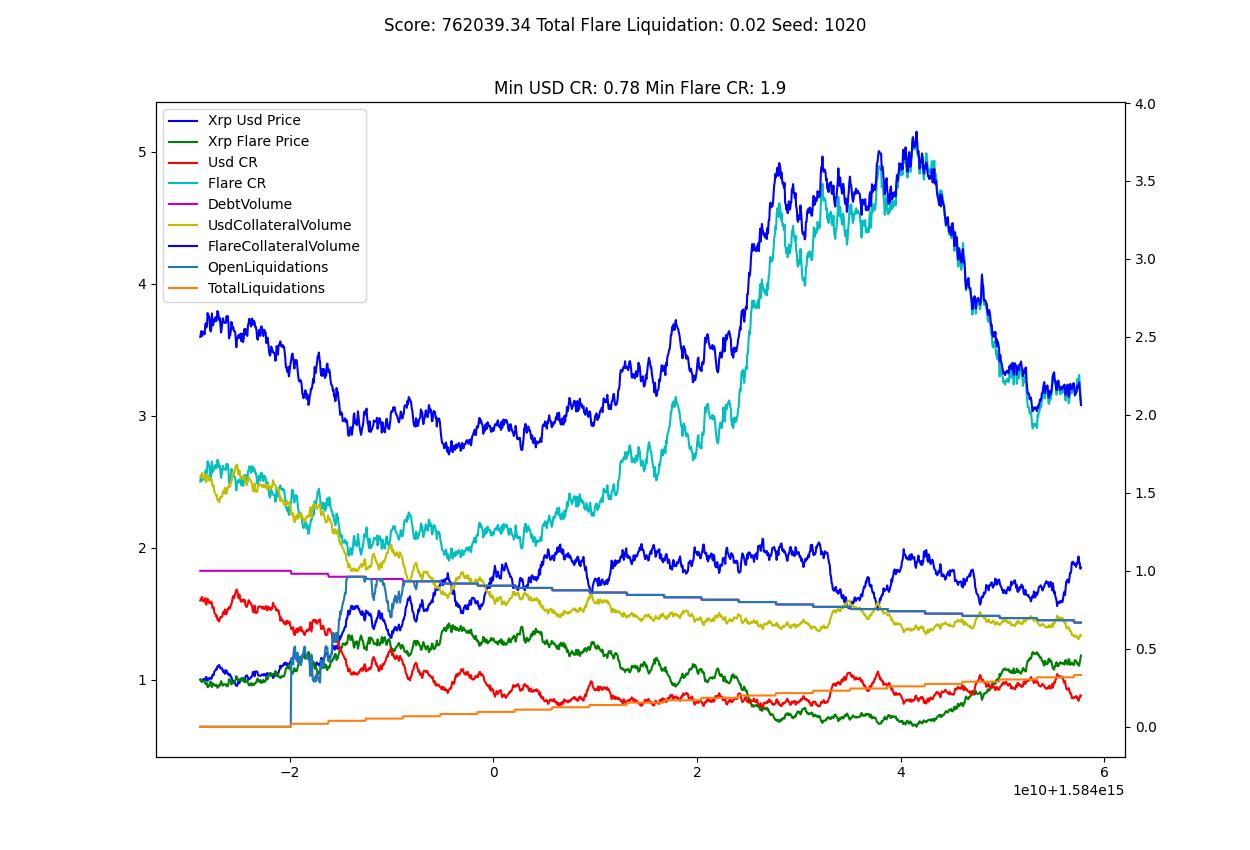 Score: 762039.34 Total Flare Liquidation: 0.02 Seed: 1020
Min USD CR: 0.78 Min Flare CR: 1.9
Xrp Usd Price
Xrp Flare Price
Usd CR
Flare CR
DebtVolume
UsdCollateralVolume
FlareCollateralVolume
OpenLiquidations
TotalLiquidations
5
4
3
2
1
4.0
3.5
3.0
2.5
2.0
1.5
1.0
0.5
0.0
−2 0 2 4 6
1e10+1.584e15